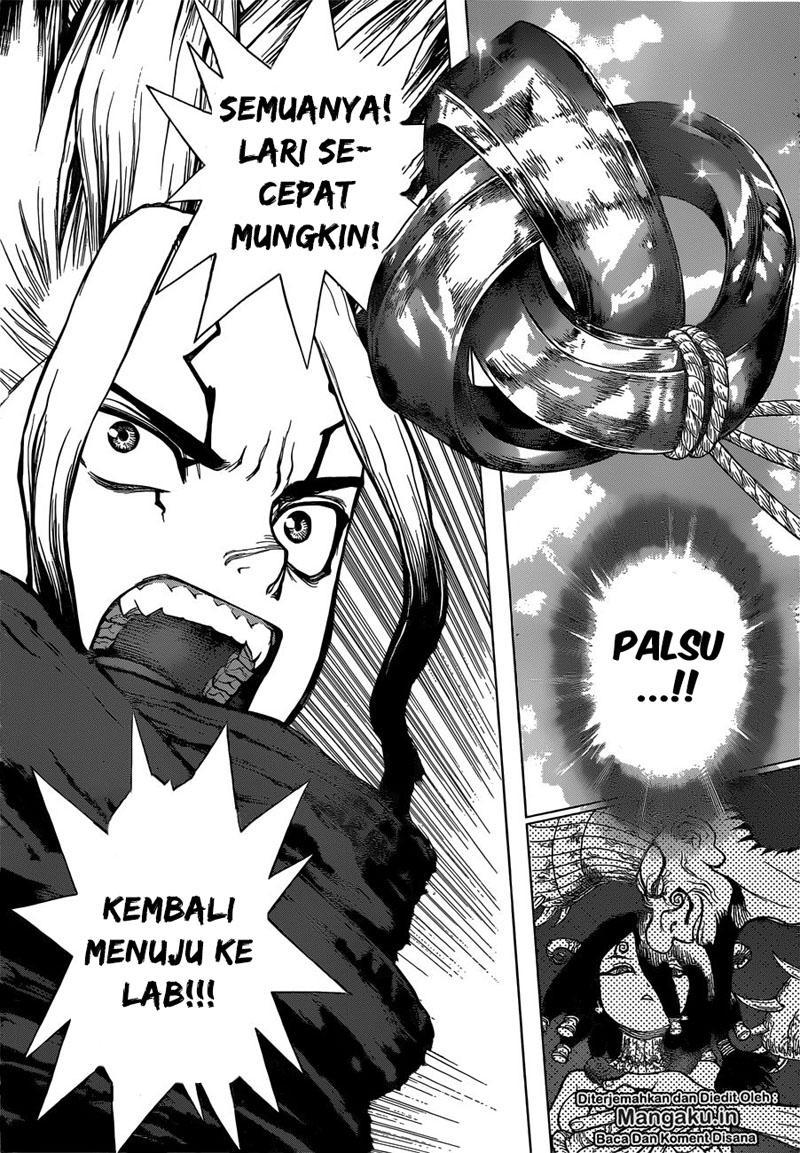 SEMUANYA!
LARI SE-
CEPAT
MUNGKIN!
PALSU
...!!
KEMBALI
MENUJU KE
LAB!!!
Diterjemahkan dan Diedit Oleh :
Mangaku.in
Baca Dan Koment Disana